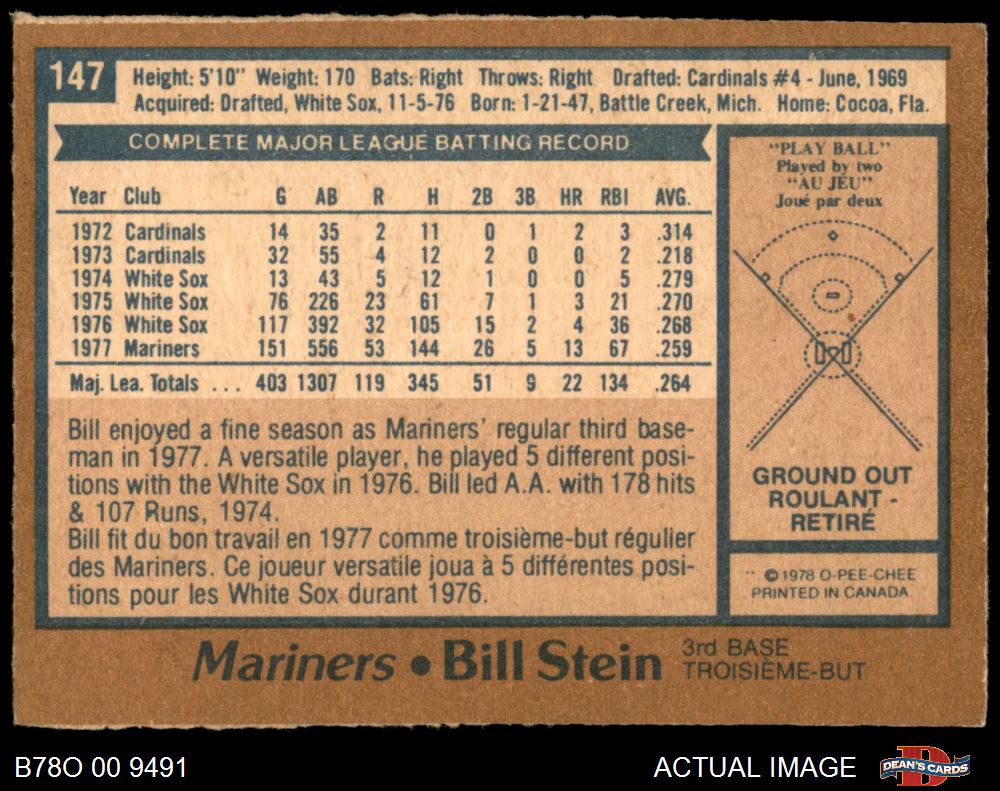 147
Height: 5'10" Weight: 170 Bats: Right Throws: Right Drafted: Cardinals #4 - June, 1969
Acquired: Drafted, White Sox, 11-5-76 Born: 1-21-47, Battle Creek, Mich. Home: Cocoa, Fla.
COMPLETE MAJOR LEAGUE BATTING RECORD
Year Club G AB R H 2B 3B HR RBI AVG.
1972 Cardinals 14 35 2 11 0 1 2 3 .314
1973 Cardinals 32 55 4 12 2 0 0 2 .218
1974 White Sox 13 43 5 12 1 0 0 5 .279
1975 White Sox 76 226 23 61 7 1 3 21 .270
1976 White Sox 117 392 32 105 15 2 4 36 .268
1977 Mariners 151 556 53 144 26 5 13 67 .259
Maj. Lea. Totals ... 403 1307 119 345 51 9 22 134 .264
Bill enjoyed a fine season as Mariners' regular third base-
man in 1977. A versatile player, he played 5 different posi-
tions with the White Sox in 1976. Bill led A.A. with 178 hits
& 107 Runs, 1974.
Bill fit du bon travail en 1977 comme troisième-but régulier
des Mariners. Ce joueur versatile joua à 5 différentes posi-
tions pour les White Sox durant 1976.
"PLAY BALL"
Played by two
"AU JEU"
Joué par deux
GROUND OUT
ROULANT -
RETIRÉ
©1978 O-PEE-CHEE
PRINTED IN CANADA
Mariners • Bill Stein
3rd BASE
TROISIÈME-BUT
B78O 00 9491
ACTUAL IMAGE
D
DEAN'S CARDS